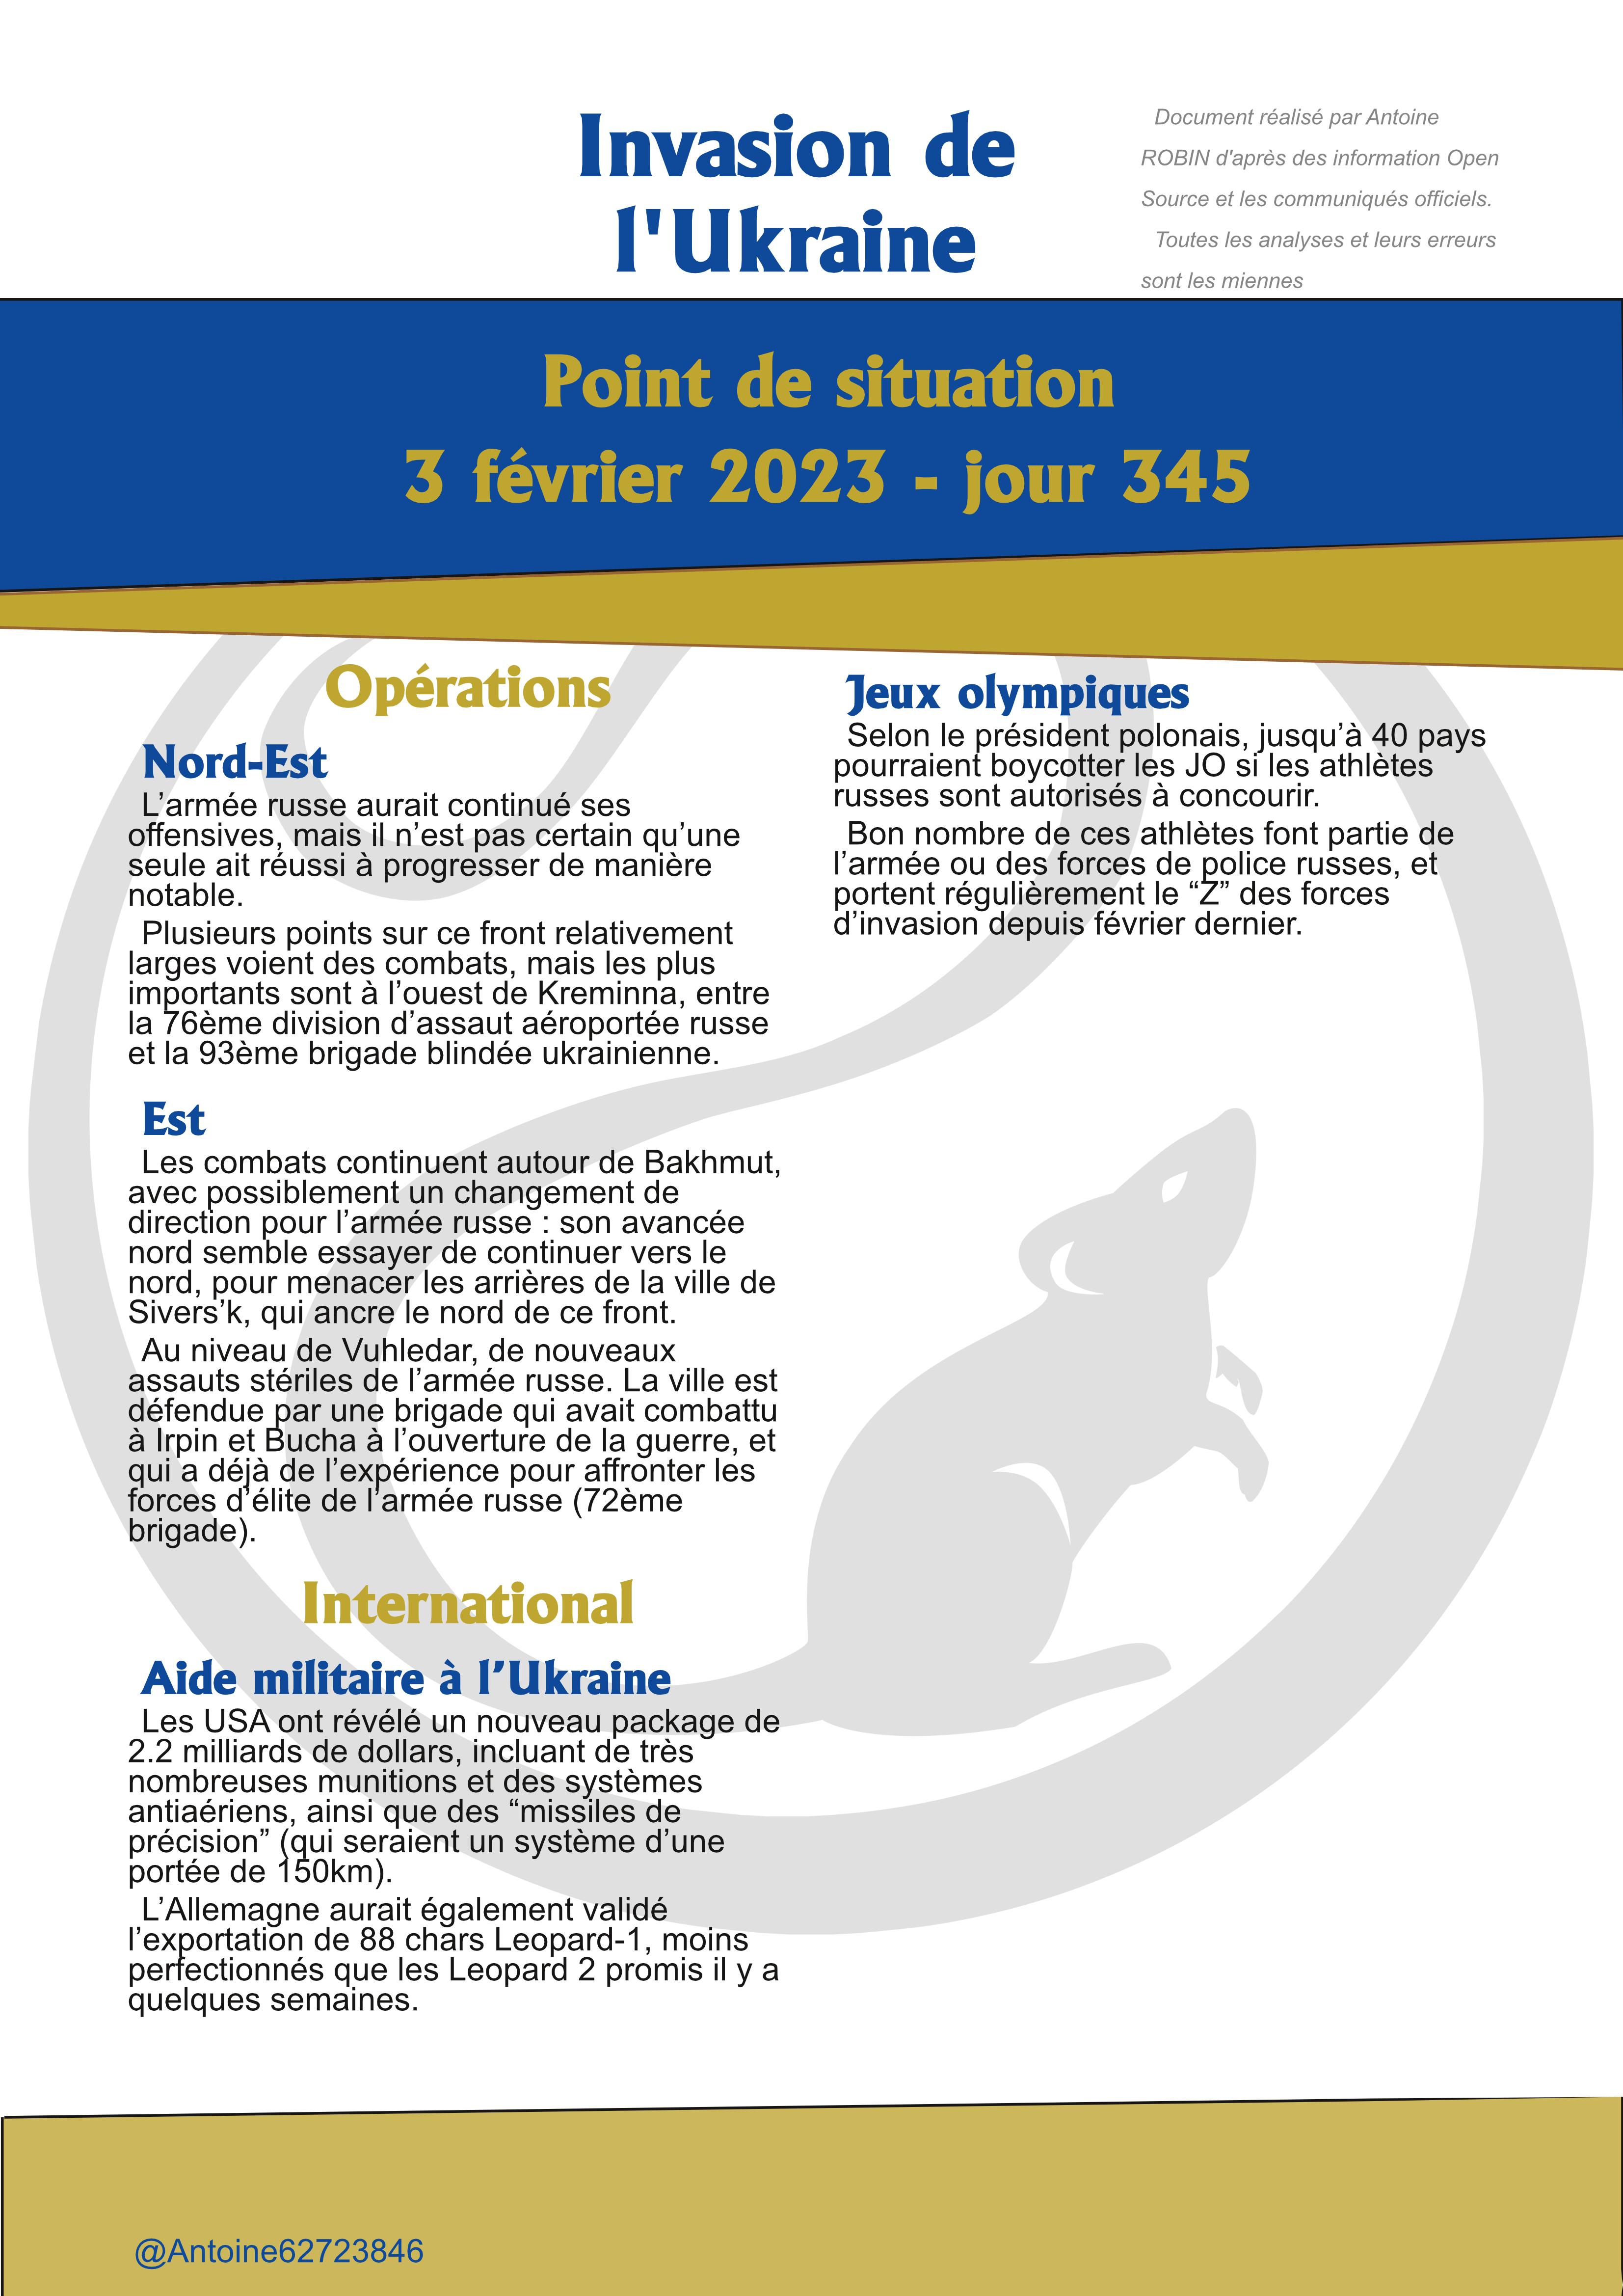 Invasion de
l'Ukraine
Document réalisé par Antoine
ROBIN d'après des information Open
Source et les communiqués officiels.
Toutes les analyses et leurs erreurs
sont les miennes
Point de situation
3 février 2023 - jour 345
Opérations
Nord-Est
L’armée russe aurait continué ses
offensives, mais il n’est pas certain qu’une
seule ait réussi à progresser de manière
notable.
Plusieurs points sur ce front relativement
larges voient des combats, mais les plus
importants sont à l’ouest de Kreminna, entre
la 76ème division d’assaut aéroportée russe
et la 93ème brigade blindée ukrainienne.
Est
Les combats continuent autour de Bakhmut,
avec possiblement un changement de
direction pour l’armée russe : son avancée
nord semble essayer de continuer vers le
nord, pour menacer les arrières de la ville de
Sivers’k, qui ancre le nord de ce front.
Au niveau de Vuhledar, de nouveaux
assauts stériles de l’armée russe. La ville est
défendue par une brigade qui avait combattu
à Irpin et Bucha à l’ouverture de la guerre, et
qui a déjà de l’expérience pour affronter les
forces d’élite de l’armée russe (72ème
brigade).
International
Aide militaire à l’Ukraine
Les USA ont révélé un nouveau package de
2.2 milliards de dollars, incluant de très
nombreuses munitions et des systèmes
antiaériens, ainsi que des “missiles de
précision” (qui seraient un système d’une
portée de 150km).
L’Allemagne aurait également validé
l’exportation de 88 chars Leopard-1, moins
perfectionnés que les Leopard 2 promis il y a
quelques semaines.
Jeux olympiques
Selon le président polonais, jusqu’à 40 pays
pourraient boycotter les JO si les athlètes
russes sont autorisés à concourir.
Bon nombre de ces athlètes font partie de
l’armée ou des forces de police russes, et
portent régulièrement le “Z” des forces
d’invasion depuis février dernier.
@Antoine62723846